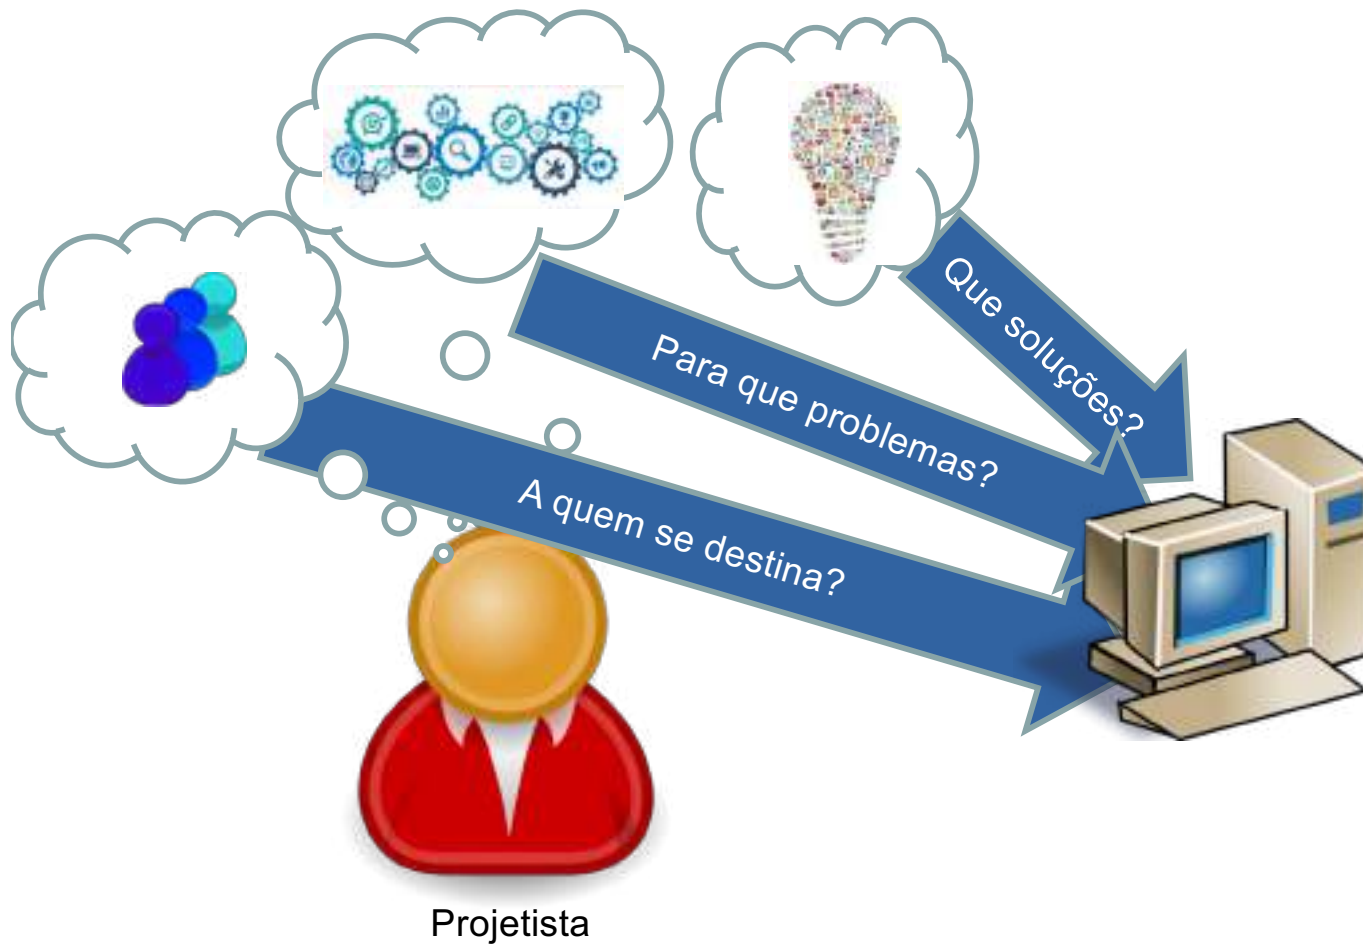 Que soluções?
Para que problemas?
A quem se destina?
Projetista